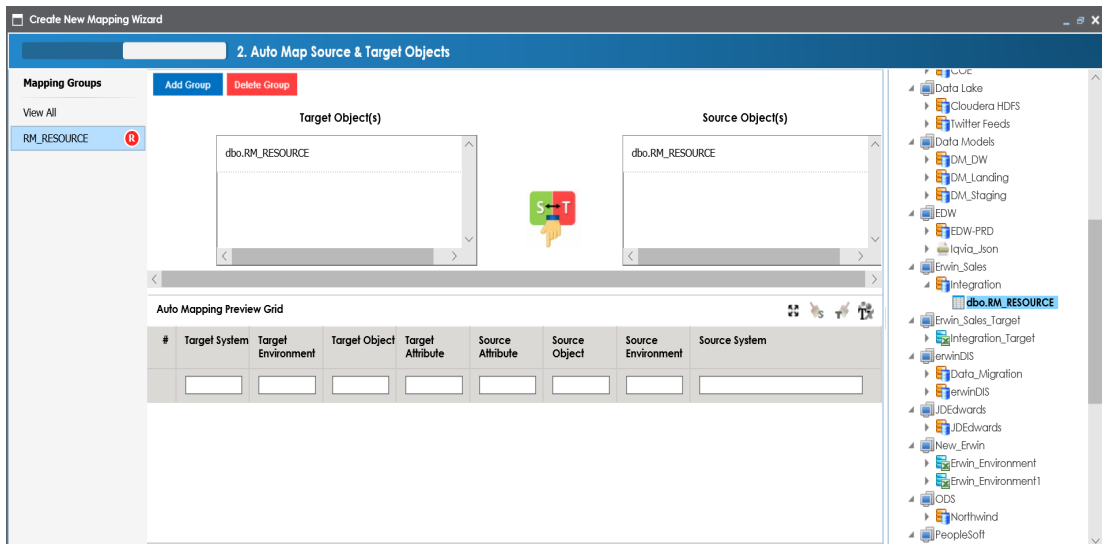 Create New Mapping Wizard
2. Auto Map Source & Target Objects
Mapping Groups
View All
RM_RESOURCE
R
Add Group
Delete Group
Target Object(s)
Source Object(s)
dbo.RM_RESOURCE
dbo.RM_RESOURCE
S T
Auto Mapping Preview Grid
S
T
Tx
# Target System Target Environment Target Object Target Attribute Source Attribute Source Object Source Environment Source System
COE
Data Lake
Cloudera HDFS
Twitter Feeds
Data Models
DM_DW
DM_Landing
DM_Staging
EDW
EDW-PRD
Iqvia_Json
Erwin_Sales
Integration
dbo.RM_RESOURCE
Erwin_Sales_Target
Integration_Target
erwinDIS
Data_Migration
erwinDIS
JDEdwards
JDEdwards
New_Erwin
Erwin_Environment
Erwin_Environment1
ODS
Northwind
PeopleSoft